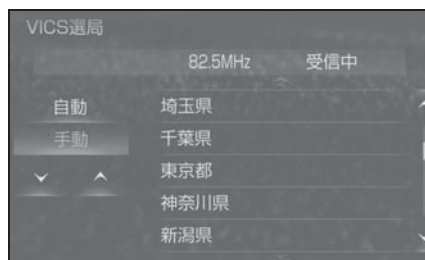 VICS選局
82.5MHz 受信中
自動 埼玉県
手動 千葉県
東京都
神奈川県
新潟県